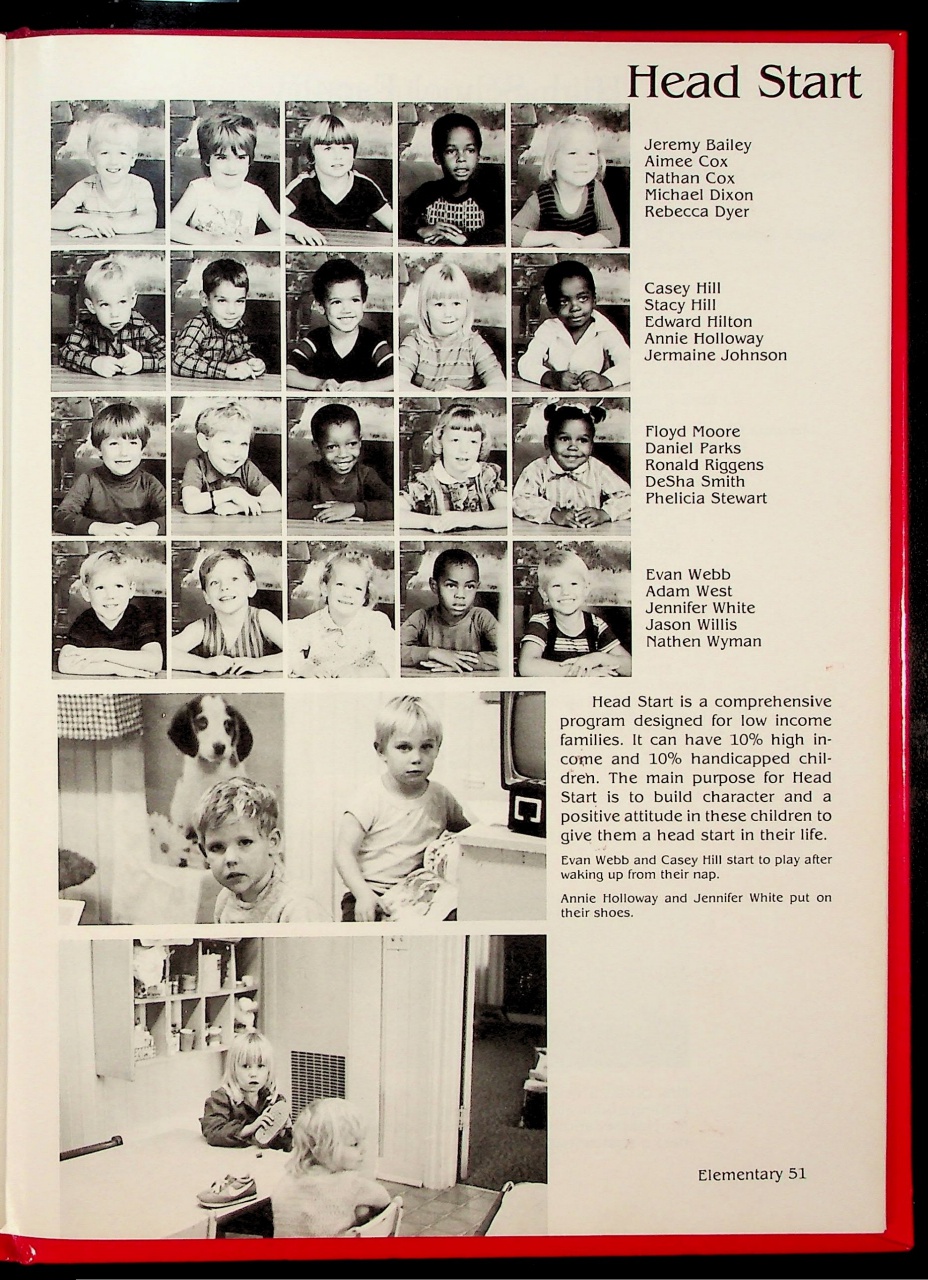 Head Start
Jeremy Bailey
Aimee Cox
Nathan Cox
Michael Dixon
Rebecca Dyer
Casey Hill
Stacy Hill
Edward Hilton
Annie Holloway
Jermaine Johnson
Floyd Moore
Daniel Parks
Ronald Riggens
DeSha Smith
Phelicia Stewart
Evan Webb
Adam West
Jennifer White
Jason Willis
Nathen Wyman
Head Start is a comprehensive
program designed for low income
families. It can have 10% high in-
come and 10% handicapped chil-
dren. The main purpose for Head
Start is to build character and a
positive attitude in these children to
give them a head start in their life.
Evan Webb and Casey Hill start to play after
waking up from their nap.
Annie Holloway and Jennifer White put on
their shoes.
Elementary 51